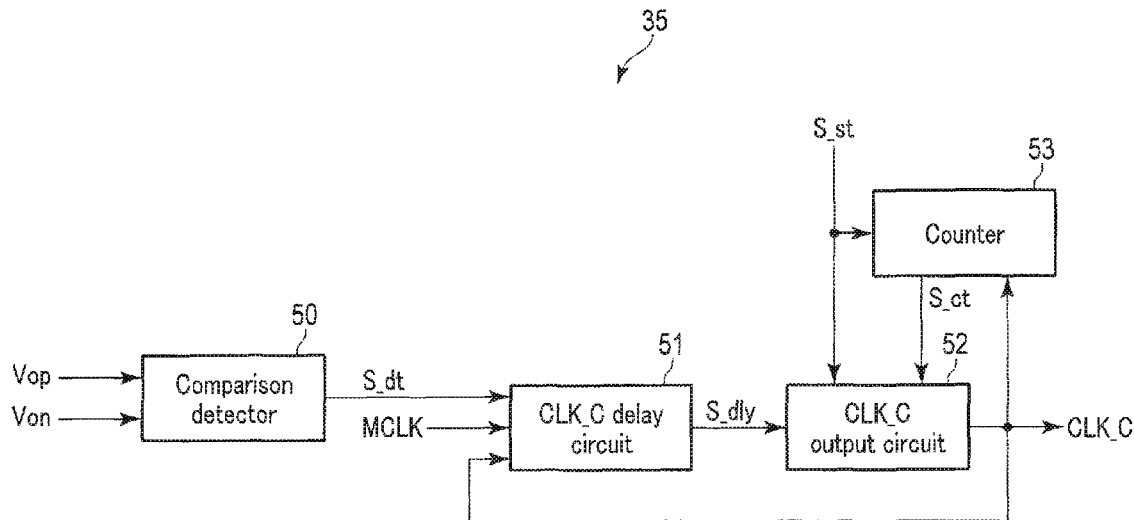 35
S_st
53
Counter
S_ct
50
Vop
Von
Comparison
detector
S_dt
MCLK
51
CLK_C delay
circuit
S_dly
52
CLK_C
output circuit
CLK_C